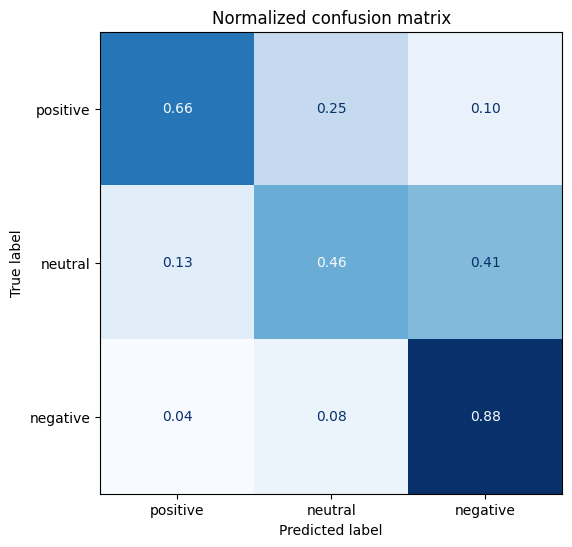 Normalized confusion matrix
positive
0.66
0.25
0.10
True label
neutral
0.13
0.46
0.41
negative
0.04
0.08
0.88
positive
neutral
negative
Predicted label